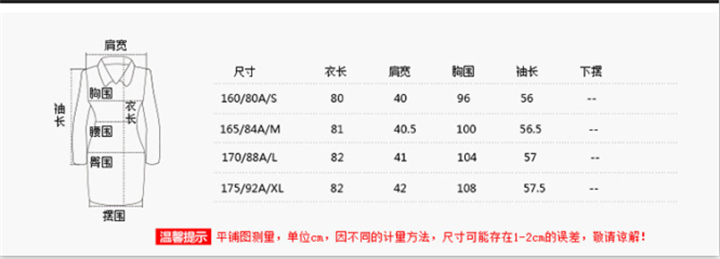 肩宽
胸围
袖长
衣长
腰围
臀围
摆围
尺寸 衣长 肩宽 胸围 袖长 下摆
160/80A/S 80 40 96 56 --
165/84A/M 81 40.5 100 56.5 --
170/88A/L 82 41 104 57 --
175/92A/XL 82 42 108 57.5 --
温馨提示 平铺图测量，单位cm，因不同的计量方法，尺寸可能存在1-2cm的误差，敬请谅解！